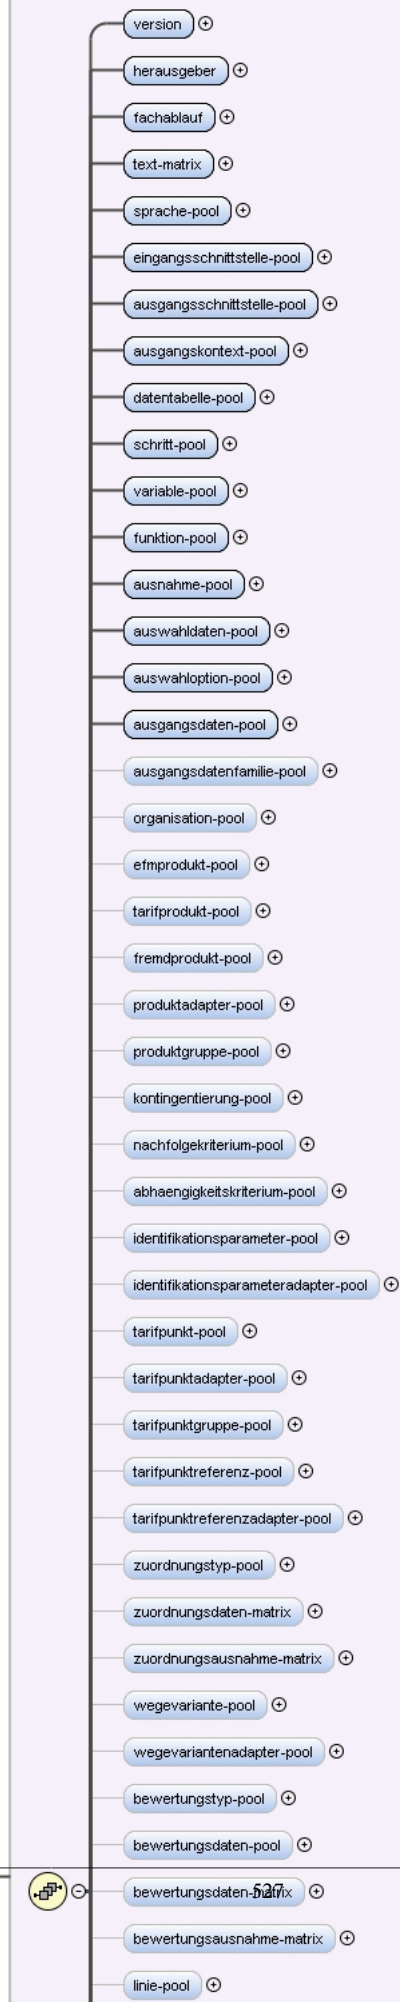 version
herausgeber
fachablauf
text-matrix
sprache-pool
eingangsschnittstelle-pool
ausgangsschnittstelle-pool
ausgangskontext-pool
datentabelle-pool
schritt-pool
variable-pool
funktion-pool
ausnahme-pool
auswahldaten-pool
auswahloption-pool
ausgangsdaten-pool
ausgangsdatenfamilie-pool
organisation-pool
efmprodukt-pool
tarifprodukt-pool
fremdprodukt-pool
produktadapter-pool
produktgruppe-pool
kontingentierung-pool
nachfolgekriterium-pool
abhaengigkeitskriterium-pool
identifikationsparameter-pool
identifikationsparameteradapter-pool
tarifpunkt-pool
tarifpunktadapter-pool
tarifpunktgruppe-pool
tarifpunktreferenz-pool
tarifpunktreferenzadapter-pool
zuordnungstyp-pool
zuordnungsdaten-matrix
zuordnungsausnahme-matrix
wegevariante-pool
wegevariantenadapter-pool
bewertungstyp-pool
bewertungsdaten-pool
bewertungsdaten-matrix
527
bewertungsausnahme-matrix
linie-pool